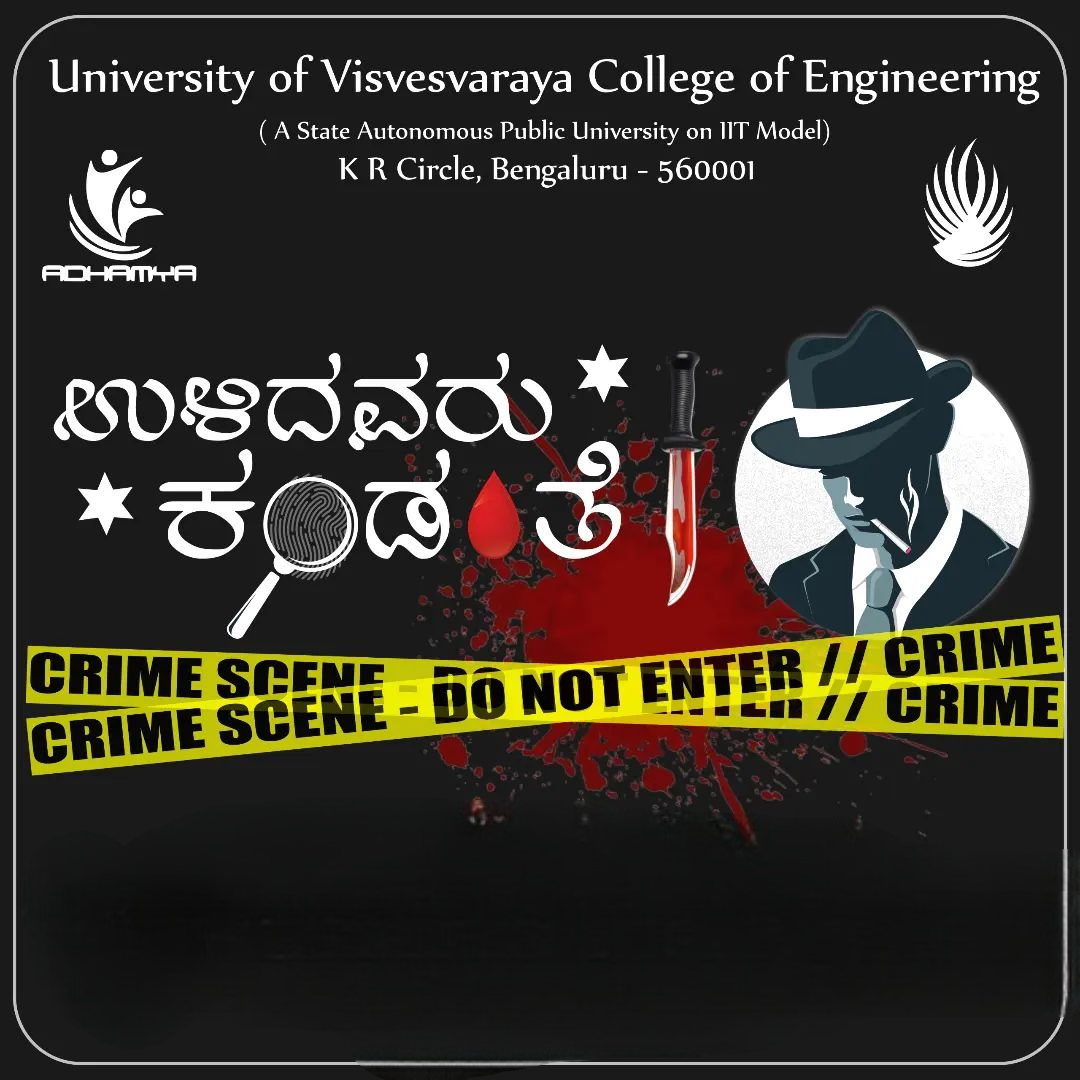 University of Visvesvaraya College of Engineering
( A State Autonomous Public University on IIT Model)
K R Circle, Bengaluru - 560001
ADHAMYA
ಉಳಿದವರು
ಕಂಡಂತೆ
CRIME SCENE - DO NOT ENTER // CRIME
CRIME SCENE - DO NOT ENTER // CRIME